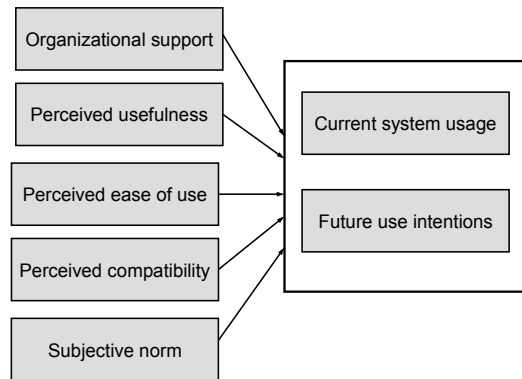 Organizational support
Perceived usefulness
Perceived ease of use
Perceived compatibility
Subjective norm
Current system usage
Future use intentions